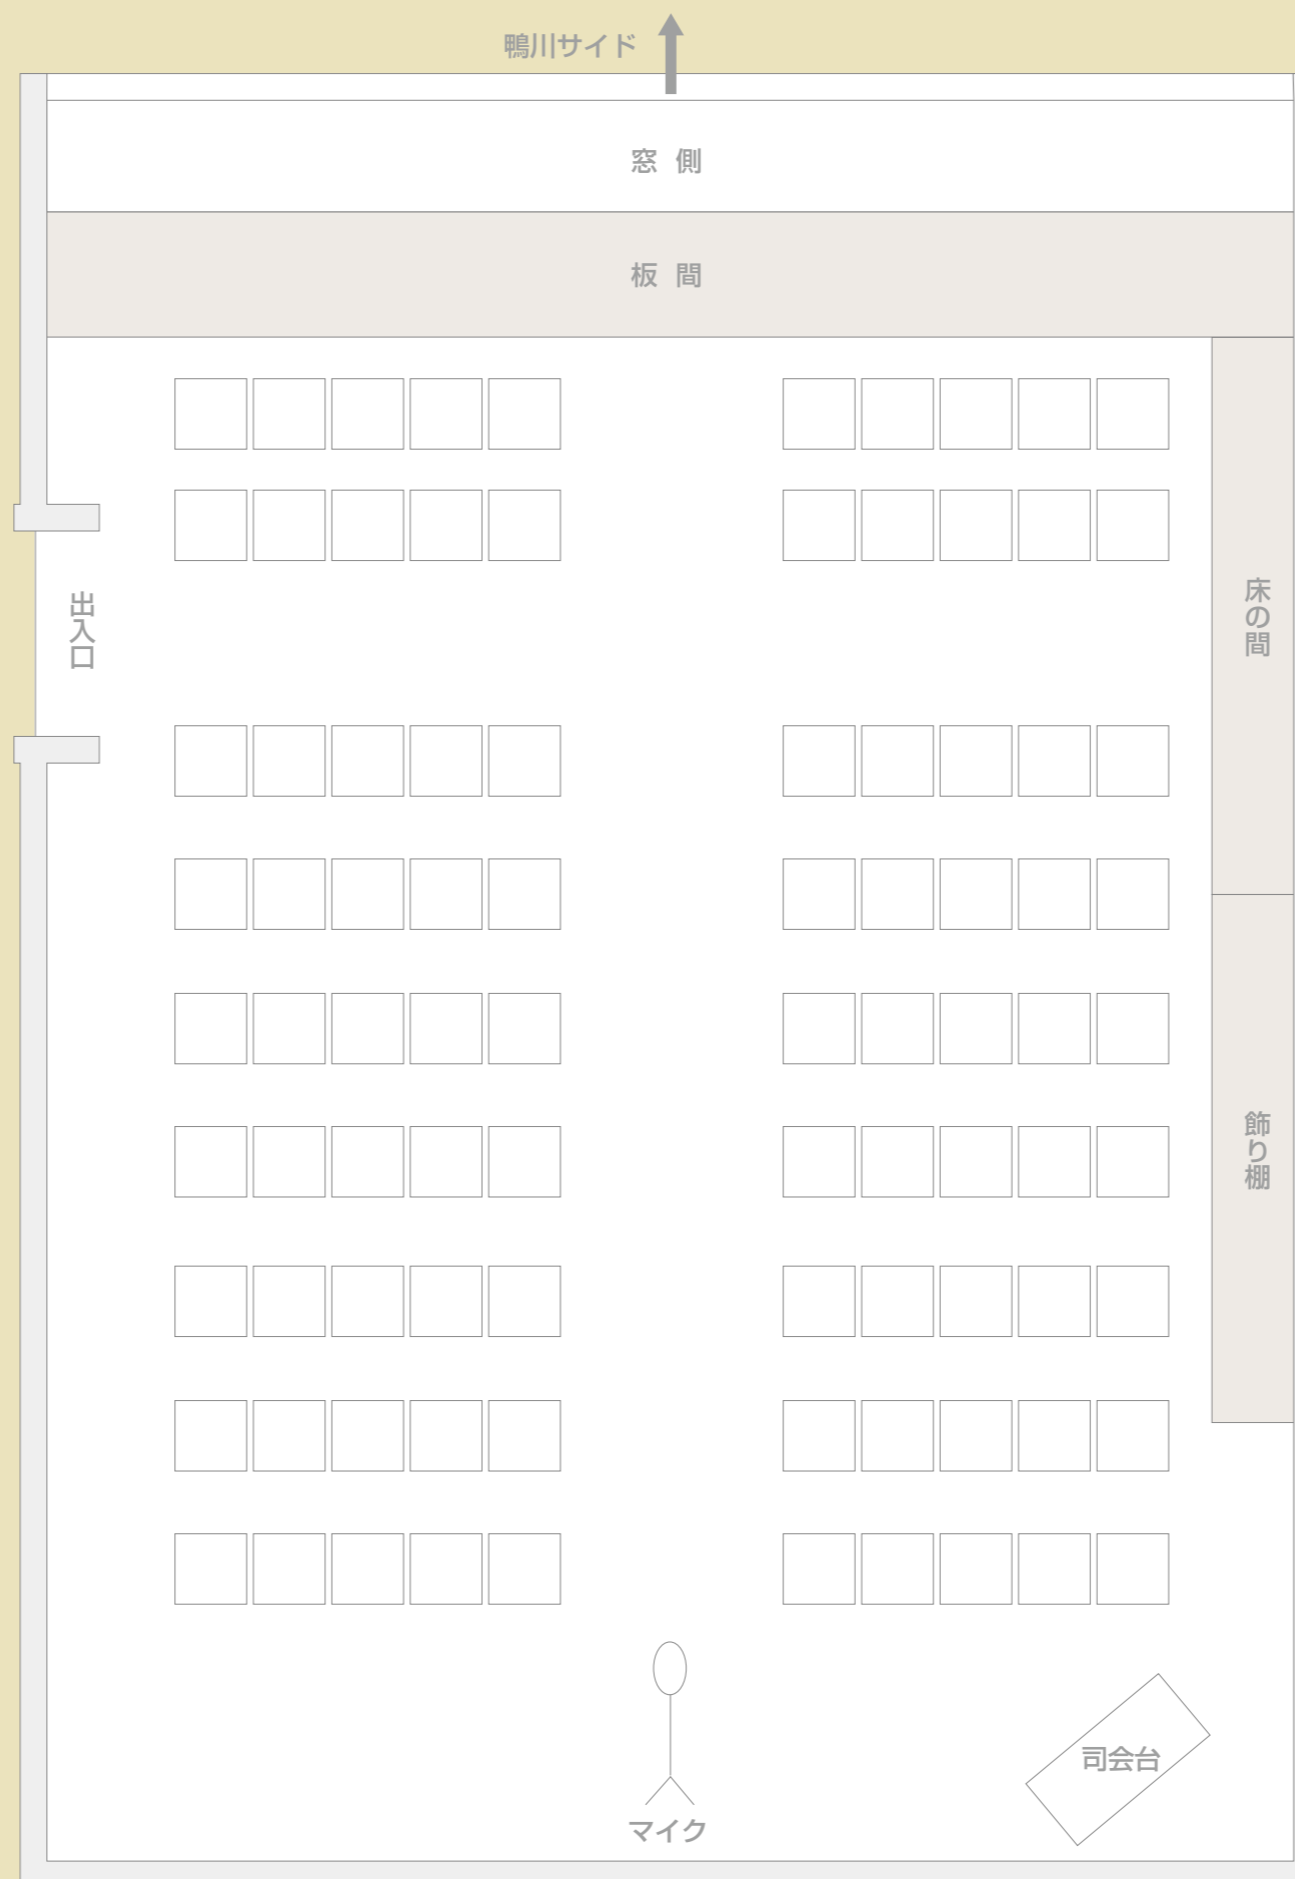 鴨川サイド
窓 側
板 間
出入口
床の間
飾り棚
司会台
マイク